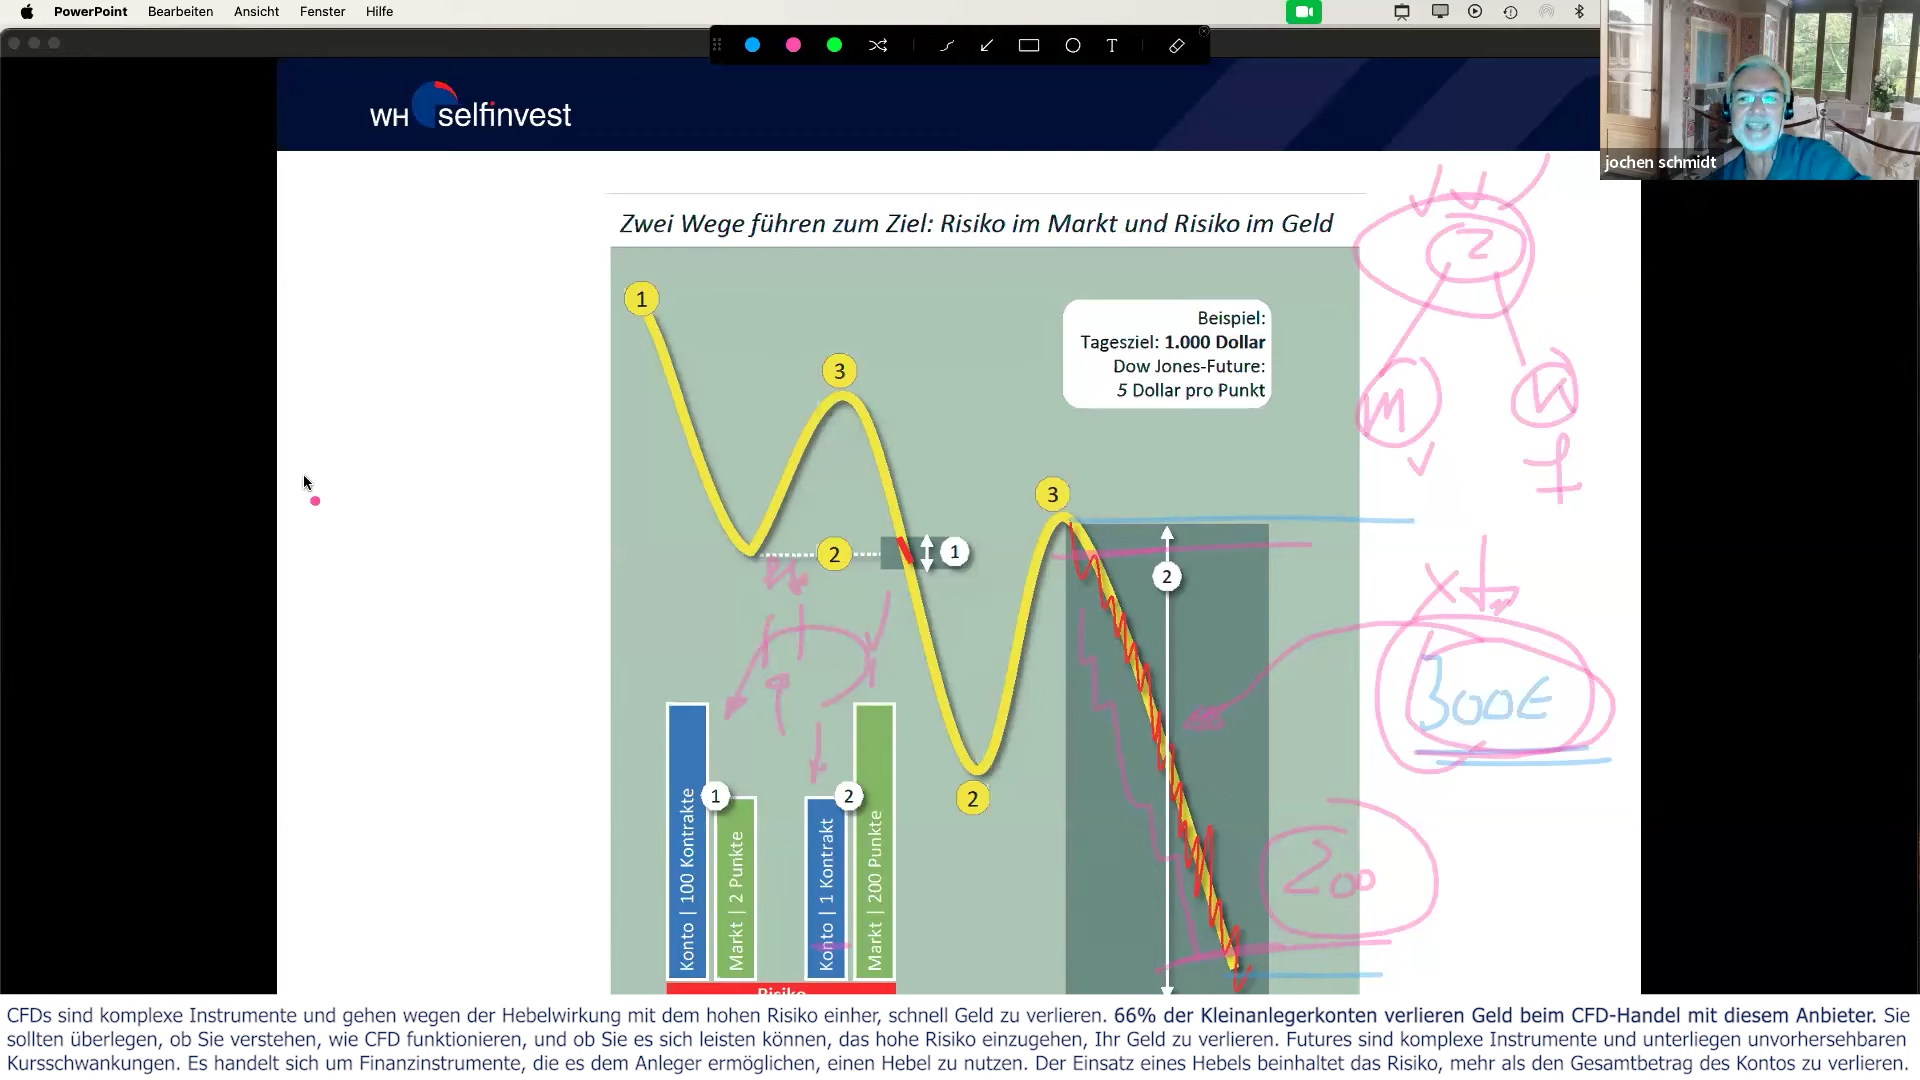 PowerPoint Bearbeiten Ansicht Fenster Hilfe
T
WH selfinvest
jochen schmidt
Zwei Wege führen zum Ziel: Risiko im Markt und Risiko im Geld
1
3
Beispiel:
Tagesziel: 1.000 Dollar
Dow Jones-Future:
5 Dollar pro Punkt
2
M
3
2
1
2
300€
1
2
2
200
Konto | 100 Kontrakte
Markt | 2 Punkte
Konto | 1 Kontrakt
Markt | 200 Punkte
Risiko
CFDs sind komplexe Instrumente und gehen wegen der Hebelwirkung mit dem hohen Risiko einher, schnell Geld zu verlieren. 66% der Kleinanlegerkonten verlieren Geld beim CFD-Handel mit diesem Anbieter. Sie
sollten überlegen, ob Sie verstehen, wie CFD funktionieren, und ob Sie es sich leisten können, das hohe Risiko einzugehen, Ihr Geld zu verlieren. Futures sind komplexe Instrumente und unterliegen unvorhersehbaren
Kursschwankungen. Es handelt sich um Finanzinstrumente, die es dem Anleger ermöglichen, einen Hebel zu nutzen. Der Einsatz eines Hebels beinhaltet das Risiko, mehr als den Gesamtbetrag des Kontos zu verlieren.